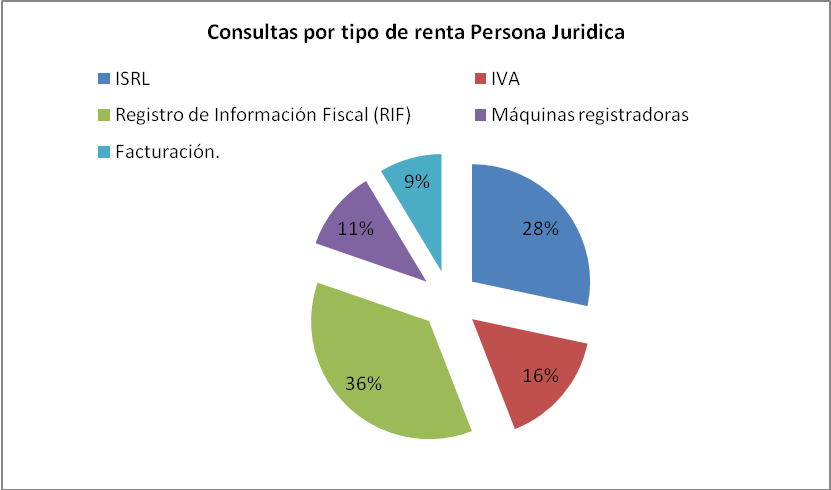 Consultas por tipo de renta Persona Juridica
ISRL
IVA
Registro de Información Fiscal (RIF)
Máquinas registradoras
Facturación.
9%
28%
11%
16%
36%